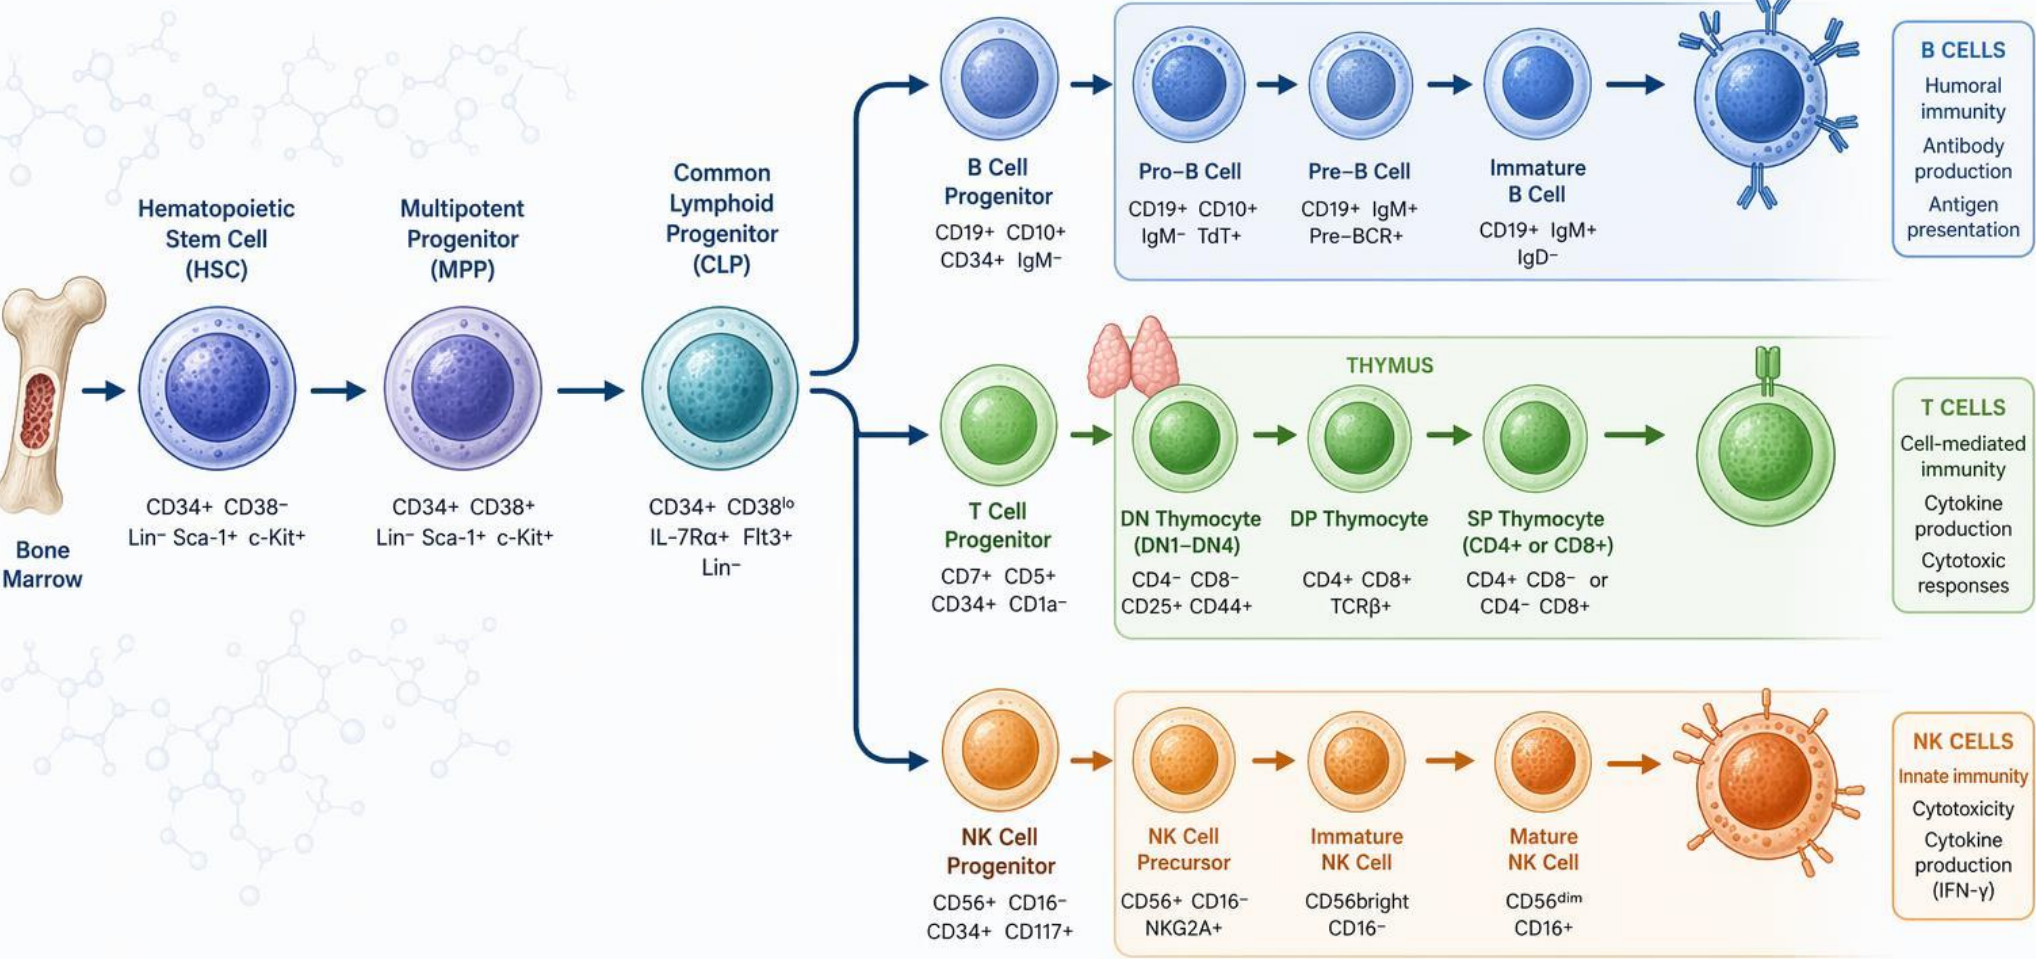 Bone
Marrow
Hematopoietic
Stem Cell
(HSC)
CD34+ CD38−
Lin− Sca-1+ c-Kit+
Multipotent
Progenitor
(MPP)
CD34+ CD38+
Lin− Sca-1+ c-Kit+
Common
Lymphoid
Progenitor
(CLP)
CD34+ CD38lo
IL-7Rα+ Flt3+
Lin−
B Cell
Progenitor
CD19+ CD10+
CD34+ IgM−
Pro–B Cell
CD19+ CD10+
IgM− TdT+
Pre–B Cell
CD19+ IgM+
Pre–BCR+
Immature
B Cell
CD19+ IgM+
IgD−
B CELLS
Humoral
immunity
Antibody
production
Antigen
presentation
T Cell
Progenitor
CD7+ CD5+
CD34+ CD1a−
THYMUS
DN Thymocyte
(DN1–DN4)
CD4− CD8−
CD25+ CD44+
DP Thymocyte
CD4+ CD8+
TCRβ+
SP Thymocyte
(CD4+ or CD8+)
CD4+ CD8− or
CD4− CD8+
T CELLS
Cell-mediated
immunity
Cytokine
production
Cytotoxic
responses
NK Cell
Progenitor
CD56+ CD16−
CD34+ CD117+
NK Cell
Precursor
CD56+ CD16−
NKG2A+
Immature
NK Cell
CD56bright
CD16−
Mature
NK Cell
CD56dim
CD16+
NK CELLS
Innate immunity
Cytotoxicity
Cytokine
production
(IFN-γ)